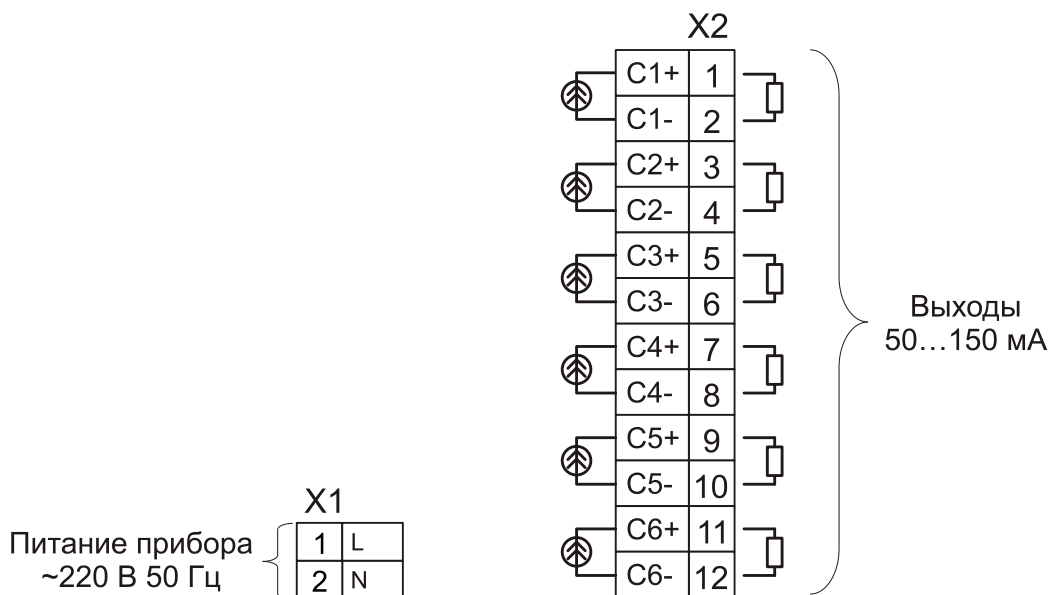 X2
C1+ 1
C1- 2
C2+ 3
C2- 4
C3+ 5
C3- 6
C4+ 7
C4- 8
C5+ 9
C5- 10
C6+ 11
C6- 12
Выходы
50...150 мА
X1
1 L
2 N
Питание прибора
~220 В 50 Гц